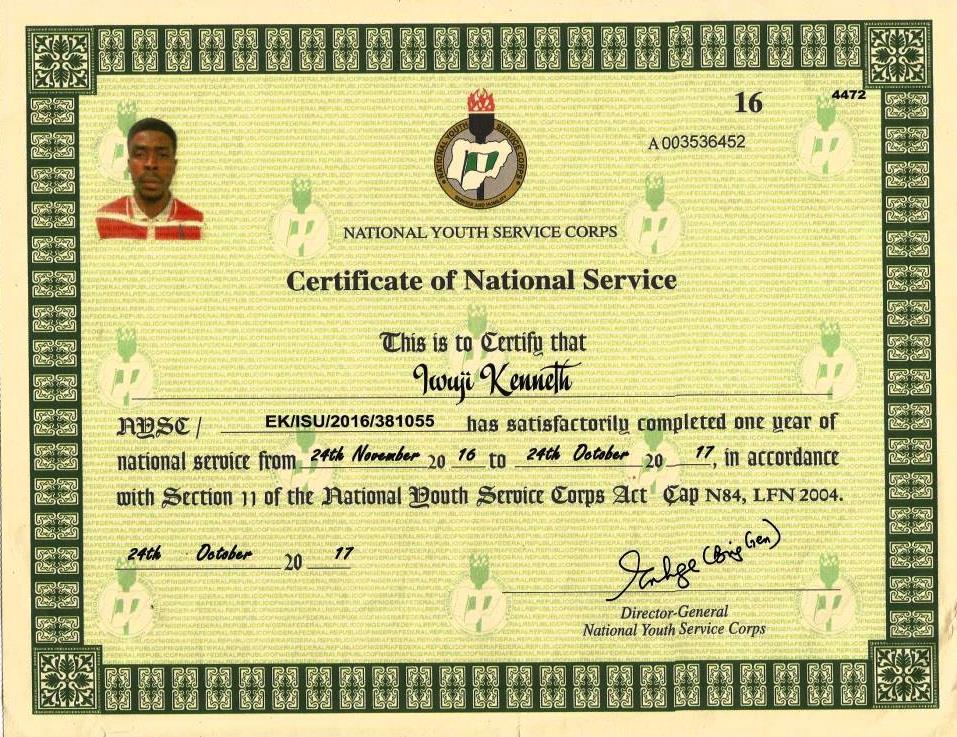 16
4472
A 003536452
NATIONAL YOUTH SERVICE CORPS
SERVICE AND HUMILITY
NATIONAL YOUTH SERVICE CORPS
Certificate of National Service
This is to Certify that
Iwuji Kenneth
NYSC / EK/ISU/2016/381055 has satisfactorily completed one year of
national service from 24th November 20 16 to 24th October 20 17, in accordance
with Section 11 of the National Youth Service Corps Act Cap N84, LFN 2004.
24th October 20 17
(Brig Gen)
Director-General
National Youth Service Corps